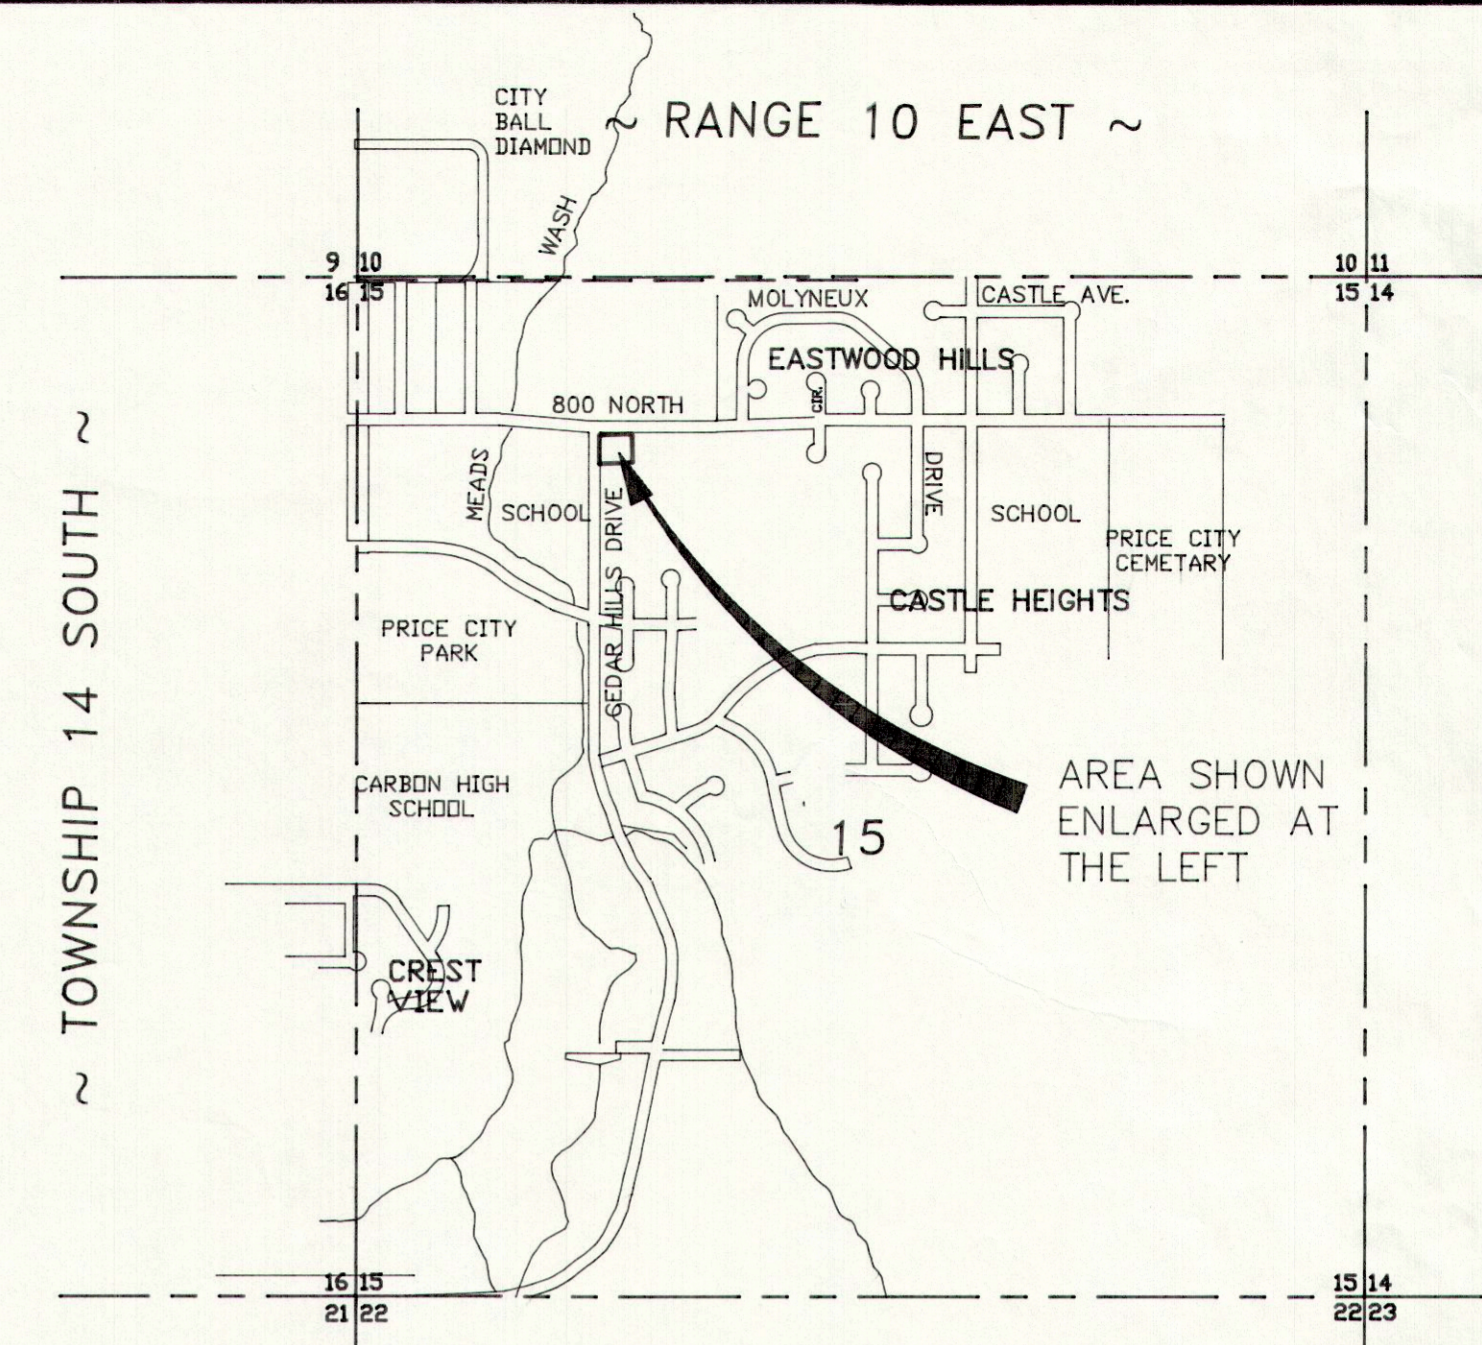 CITY
BALL
DIAMOND
~ RANGE 10 EAST ~
WASH
9 10
16 15
10 11
15 14
MOLYNEUX
CASTLE AVE.
EASTWOOD HILLS
CIR.
800 NORTH
~ TOWNSHIP 14 SOUTH ~
MEADS
SCHOOL
CEDAR HILLS DRIVE
DRIVE
SCHOOL
PRICE CITY
CEMETARY
CASTLE HEIGHTS
PRICE CITY
PARK
CARBON HIGH
SCHOOL
15
AREA SHOWN
ENLARGED AT
THE LEFT
CREST
VIEW
16 15
21 22
15 14
22 23